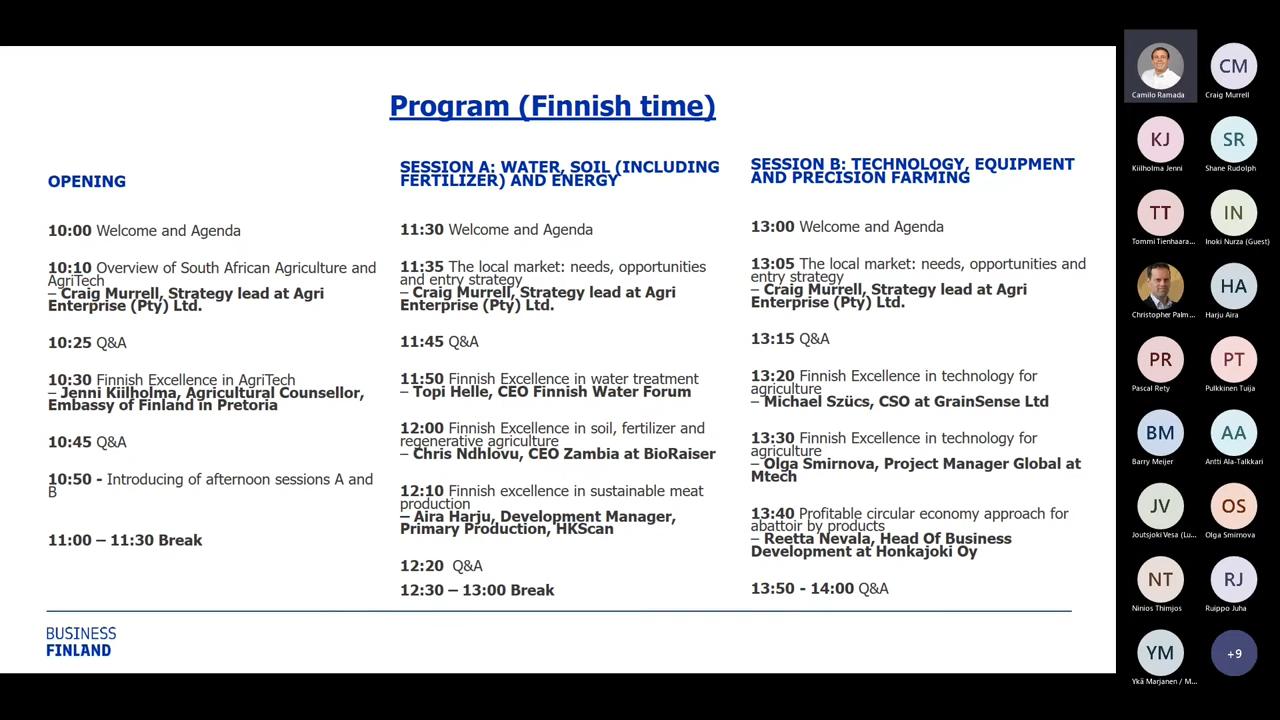 Program (Finnish time)
OPENING
10:00 Welcome and Agenda
10:10 Overview of South African Agriculture and
AgriTech
– Craig Murrell, Strategy lead at Agri
Enterprise (Pty) Ltd.
10:25 Q&A
10:30 Finnish Excellence in AgriTech
– Jenni Kiilholma, Agricultural Counsellor,
Embassy of Finland in Pretoria
10:45 Q&A
10:50 - Introducing of afternoon sessions A and
B
11:00 – 11:30 Break
SESSION A: WATER, SOIL (INCLUDING
FERTILIZER) AND ENERGY
11:30 Welcome and Agenda
11:35 The local market: needs, opportunities
and entry strategy
– Craig Murrell, Strategy lead at Agri
Enterprise (Pty) Ltd.
11:45 Q&A
11:50 Finnish Excellence in water treatment
– Topi Helle, CEO Finnish Water Forum
12:00 Finnish Excellence in soil, fertilizer and
regenerative agriculture
– Chris Ndhlovu, CEO Zambia at BioRaiser
12:10 Finnish excellence in sustainable meat
production
– Aira Harju, Development Manager,
Primary Production, HKScan
12:20 Q&A
12:30 – 13:00 Break
SESSION B: TECHNOLOGY, EQUIPMENT
AND PRECISION FARMING
13:00 Welcome and Agenda
13:05 The local market: needs, opportunities and
entry strategy
– Craig Murrell, Strategy lead at Agri
Enterprise (Pty) Ltd.
13:15 Q&A
13:20 Finnish Excellence in technology for
agriculture
– Michael Szücs, CSO at GrainSense Ltd
13:30 Finnish Excellence in technology for
agriculture
– Olga Smirnova, Project Manager Global at
Mtech
13:40 Profitable circular economy approach for
abattoir by products
– Reetta Nevala, Head Of Business
Development at Honkajoki Oy
13:50 - 14:00 Q&A
BUSINESS
FINLAND
Camilo Ramada
CM
Craig Murrell
KJ
Kiilholma Jenni
SR
Shane Rudolph
TT
Tommi Tienhaara...
IN
Inoki Nurza (Guest)
Christopher Palm...
HA
Harju Aira
PR
Pascal Rety
PT
Pulkkinen Tuija
BM
Barry Meijer
AA
Antti Ala-Talkkari
JV
Joutsjoki Vesa (Lu...
OS
Olga Smirnova
NT
Ninios Thimjos
RJ
Ruippo Juha
YM
Ykä Marjanen / M...
+9